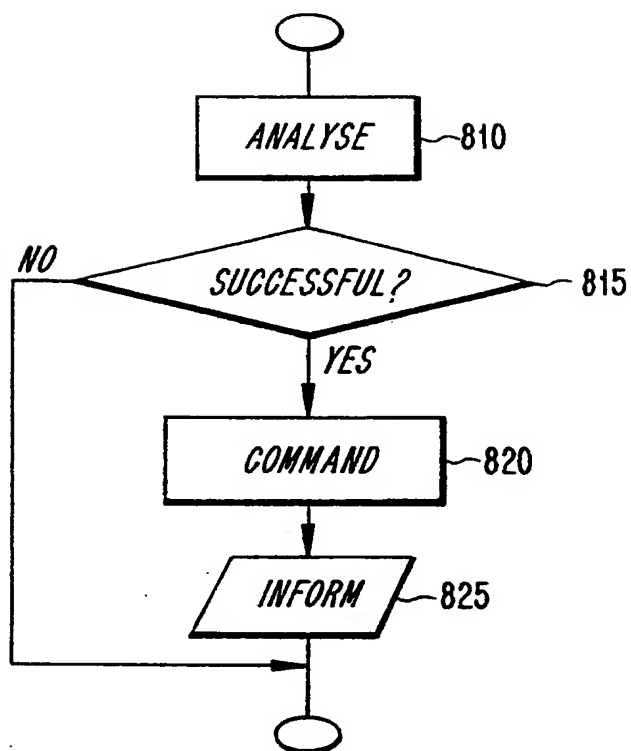 ANALYSE
810
NO
SUCCESSFUL?
815
YES
COMMAND
820
INFORM
825